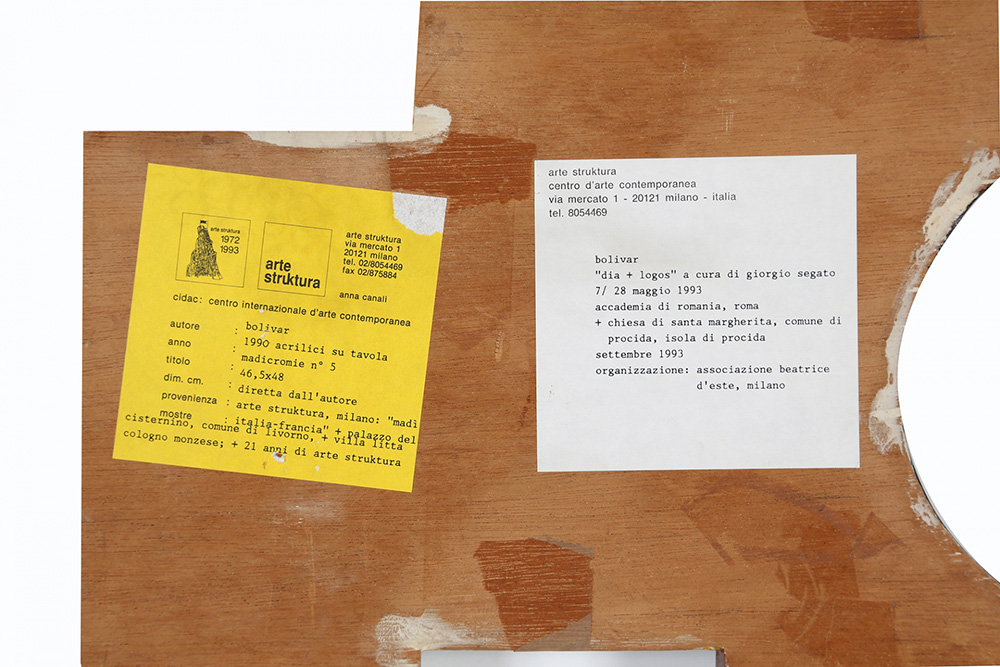 arte struktura
1972
1993
arte
struktura
arte struktura
via mercato 1
20121 milano
tel. 02/8054469
fax 02/875884
anna canali
cidac: centro internazionale d'arte contemporanea
autore : bolivar
anno : 1990 acrilici su tavola
titolo : madicromie n° 5
dim. cm. : 46,5x48
provenienza : diretta dall'autore
mostre : arte struktura, milano: "madì
italia-francia" + palazzo del
cisternino, comune di livorno, + villa litta
cologno monzese; + 21 anni di arte struktura
arte struktura
centro d'arte contemporanea
via mercato 1 - 20121 milano - italia
tel. 8054469
bolivar
"dia + logos" a cura di giorgio segato
7/ 28 maggio 1993
accademia di romania, roma
+ chiesa di santa margherita, comune di
procida, isola di procida
settembre 1993
organizzazione: associazione beatrice
d'este, milano